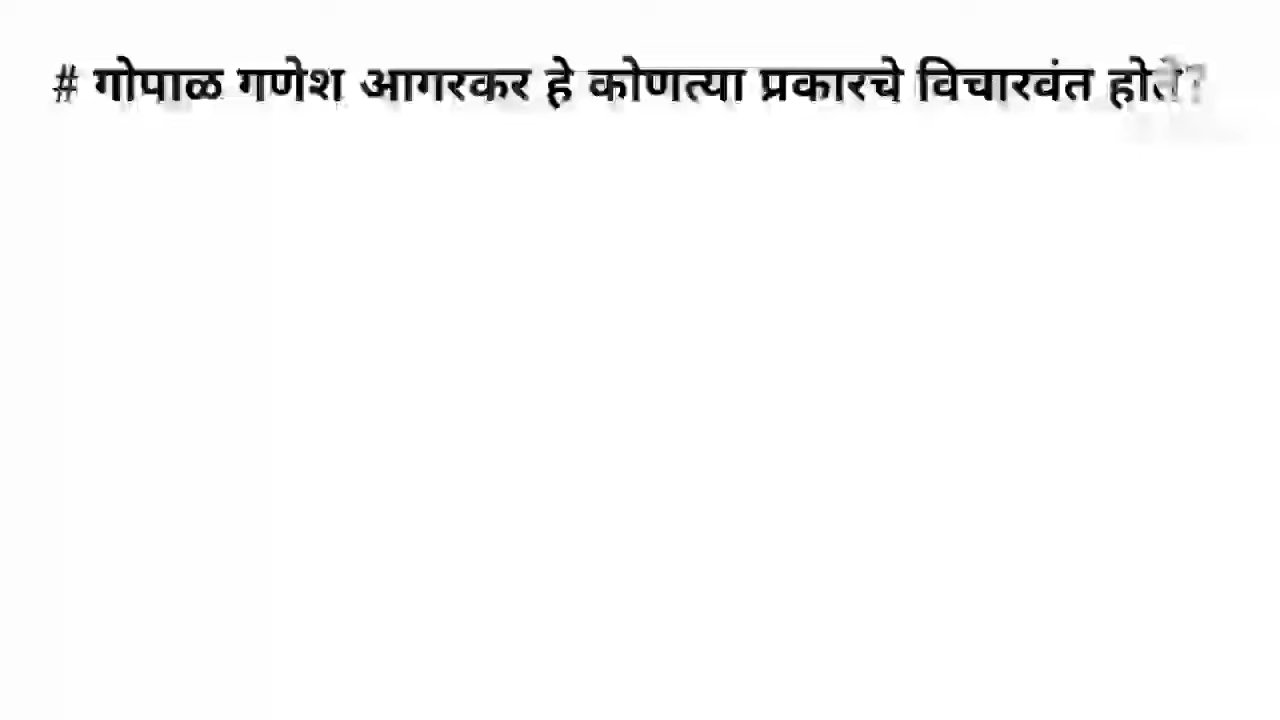 # गोपाळ गणेश आगरकर हे कोणत्या प्रकारचे विचारवंत होते?